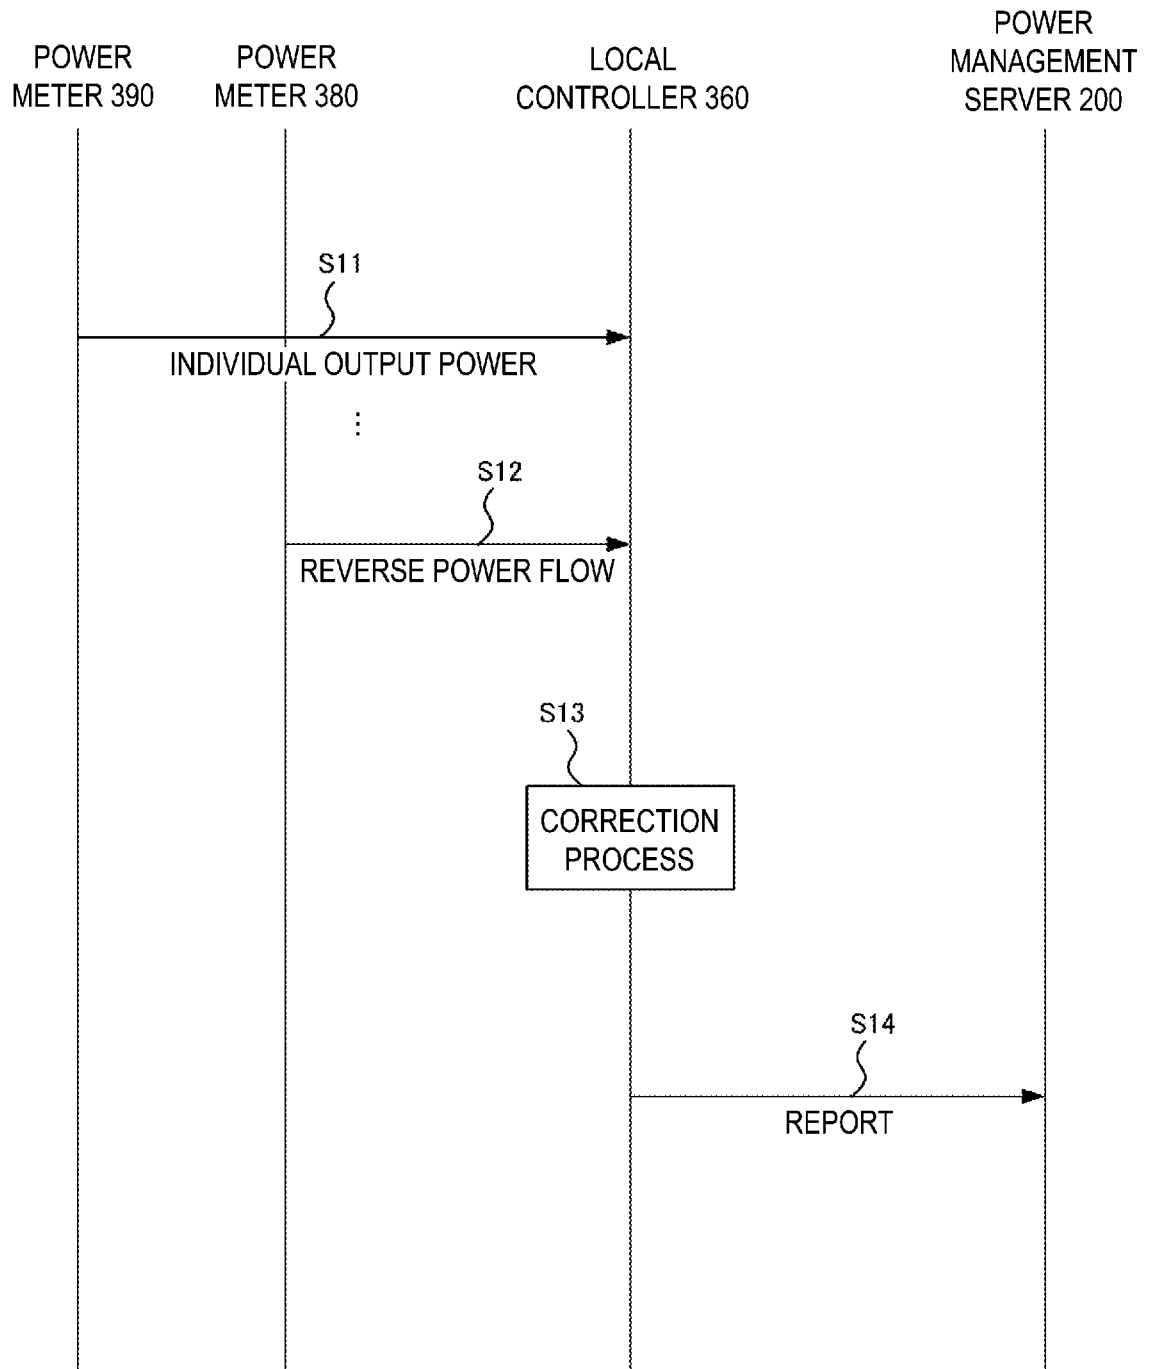 POWER
METER 390
POWER
METER 380
LOCAL
CONTROLLER 360
POWER
MANAGEMENT
SERVER 200
S11
INDIVIDUAL OUTPUT POWER
⋮
S12
REVERSE POWER FLOW
S13
CORRECTION
PROCESS
S14
REPORT